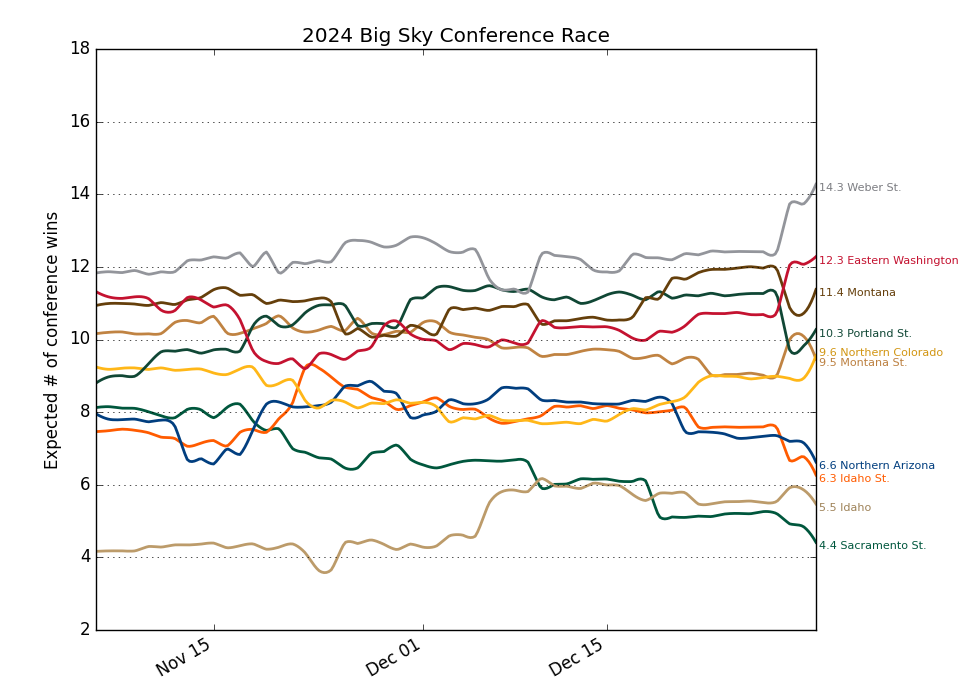 2024 Big Sky Conference Race
Expected # of conference wins
18
16
14
12
10
8
6
4
2
Nov 15
Dec 01
Dec 15
14.3 Weber St.
12.3 Eastern Washington
11.4 Montana
10.3 Portland St.
9.6 Northern Colorado
9.5 Montana St.
6.6 Northern Arizona
6.3 Idaho St.
5.5 Idaho
4.4 Sacramento St.